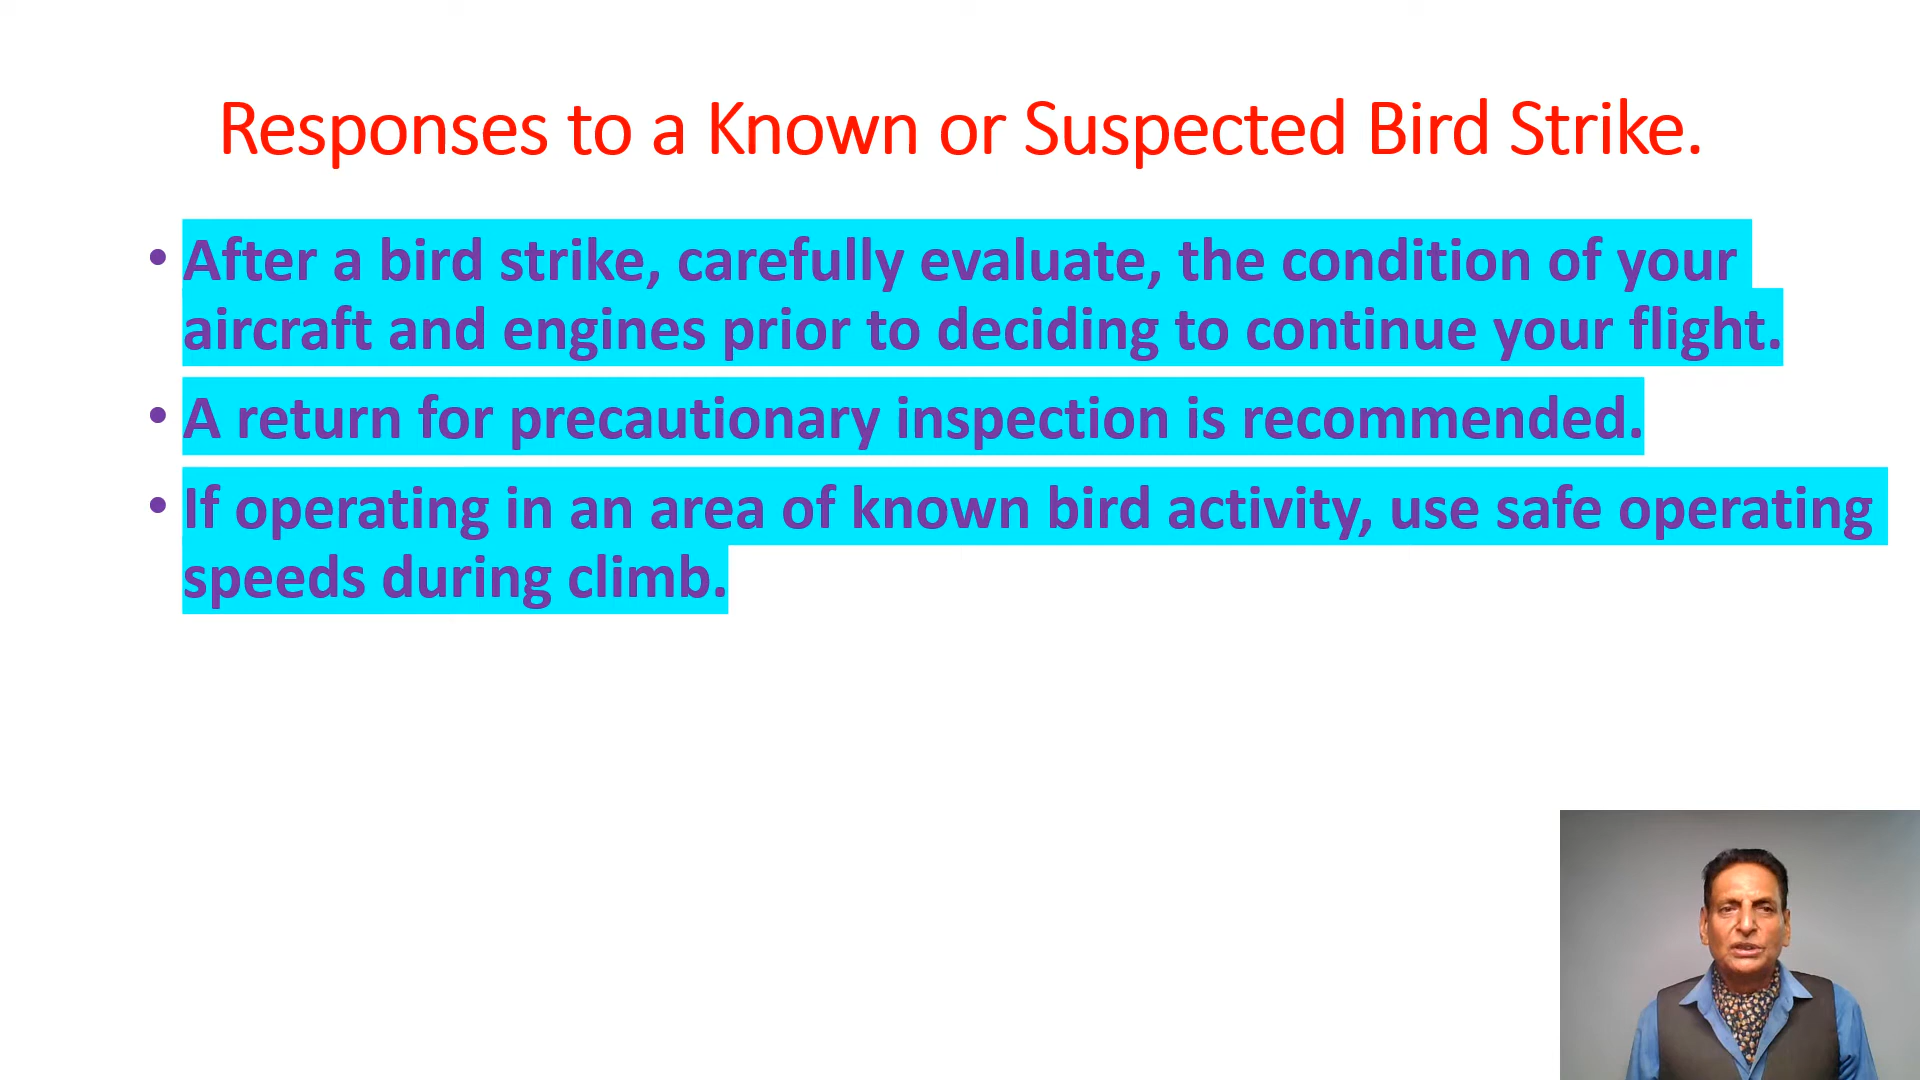 Responses to a Known or Suspected Bird Strike.
• After a bird strike, carefully evaluate, the condition of your
aircraft and engines prior to deciding to continue your flight.
• A return for precautionary inspection is recommended.
• If operating in an area of known bird activity, use safe operating
speeds during climb.